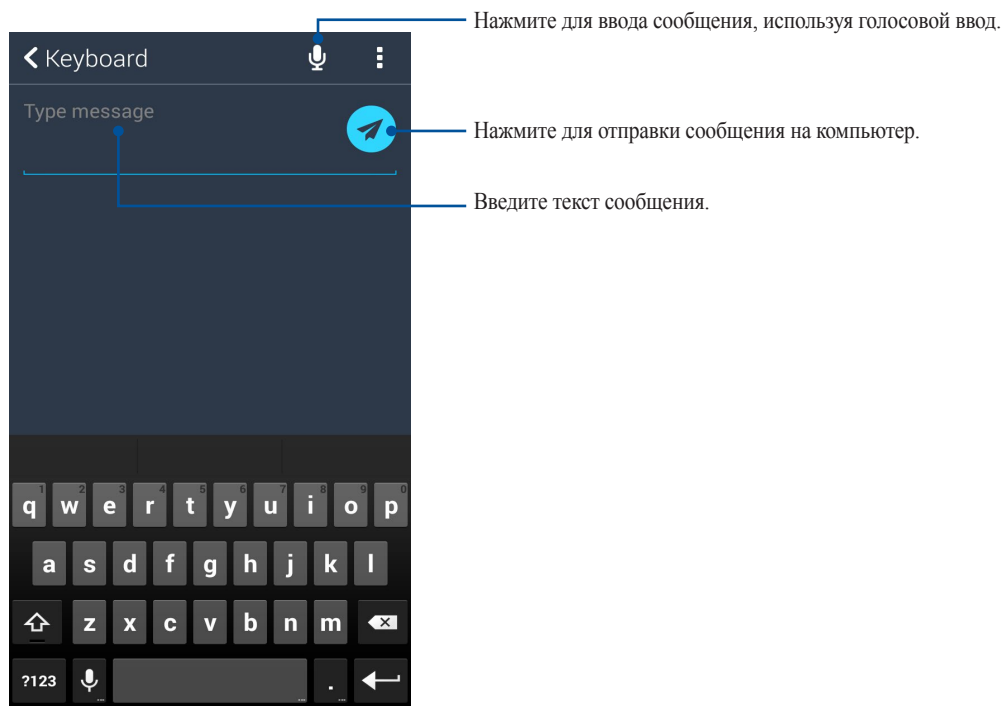 Нажмите для ввода сообщения, используя голосовой ввод.
Keyboard
Type message
Нажмите для отправки сообщения на компьютер.
Введите текст сообщения.
1 2 3 4 5 6 7 8 9 0
q w e r t y u i o p
a s d f g h j k l
z x c v b n m
?123 ... ... . ...